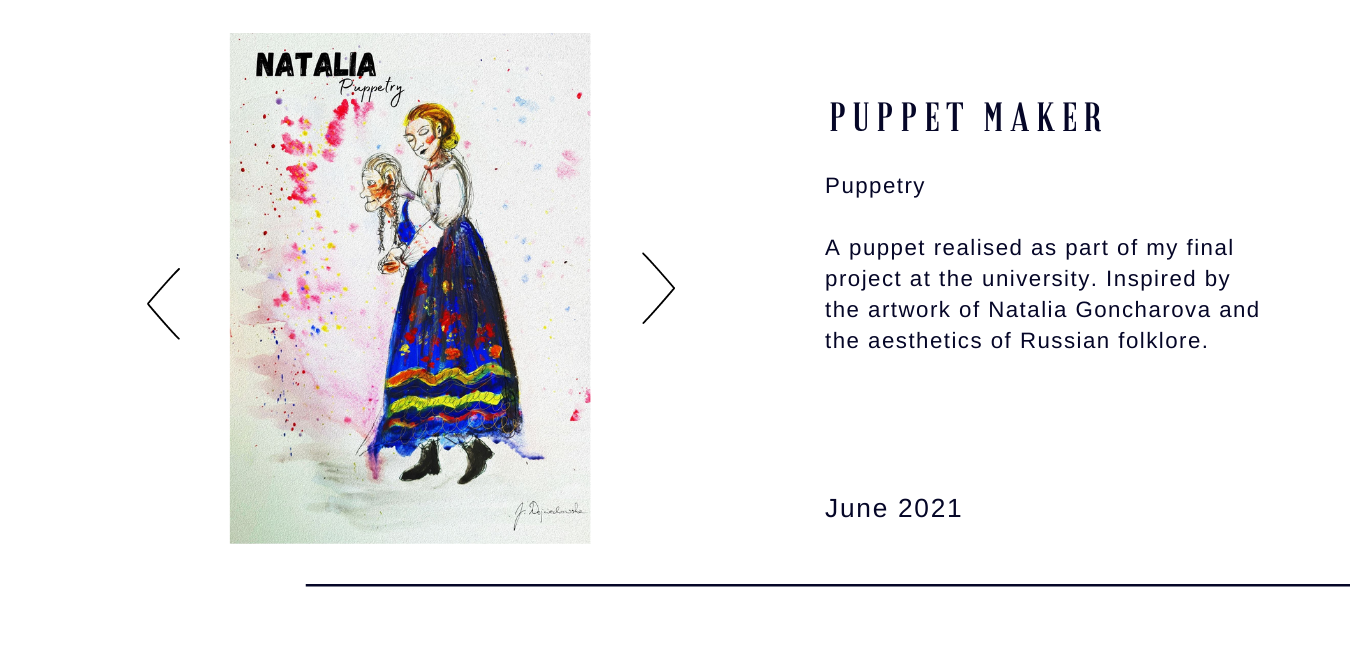 NATALIA
Puppetry
PUPPET MAKER
Puppetry
A puppet realised as part of my final
project at the university. Inspired by
the artwork of Natalia Goncharova and
the aesthetics of Russian folklore.
June 2021